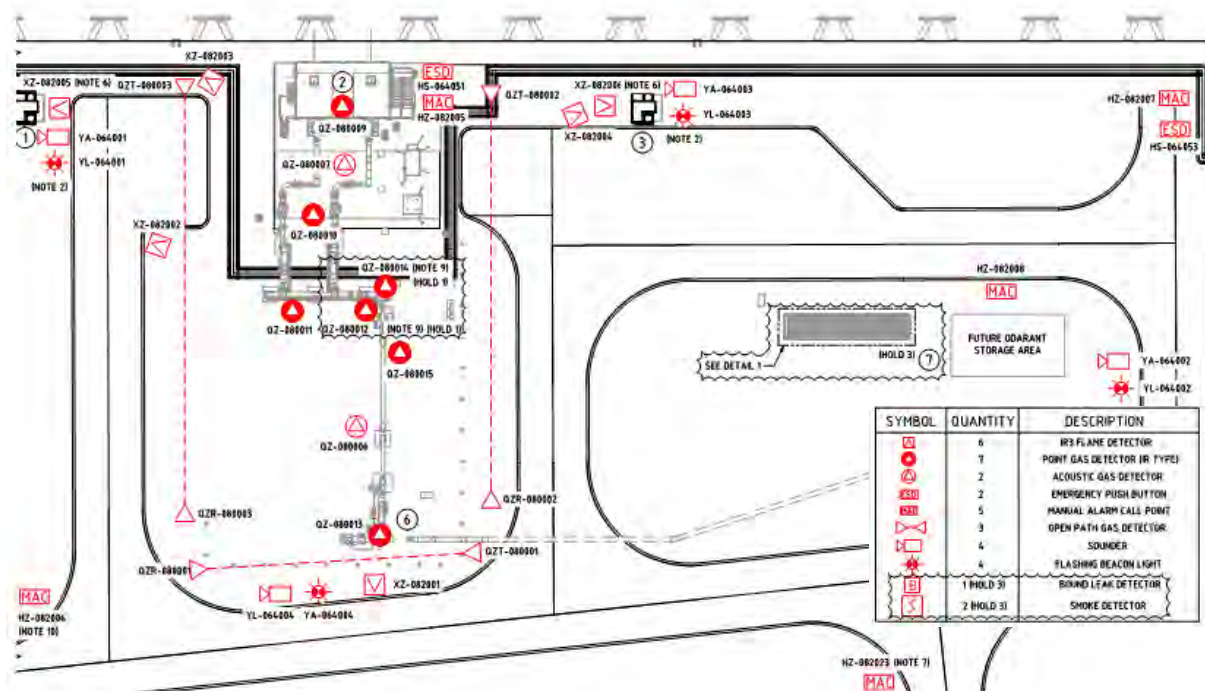 XZ-082003
XZ-082005 (NOTE 6)
QZT-080003
1
YA-064001
YL-064001
(NOTE 2)
XZ-082002
2
QZ-080009
QZ-080007
QZ-080010
ESD
HS-064051
MAC
HZ-082005
QZT-080002
XZ-082006 (NOTE 6)
XZ-082004
3
YA-064003
YL-064003
(NOTE 2)
HZ-082007
MAC
ESD
HS-064053
QZ-080014 (NOTE 9)
(HOLD 1)
QZ-080011
QZ-080012
(NOTE 9) (HOLD 1)
QZ-080015
QZ-080006
QZ-080013
6
QZR-080003
QZR-080002
QZR-080001
QZT-080001
XZ-082001
YL-064004
YA-064004
MAC
HZ-082006
(NOTE 10)
HZ-082008
MAC
SEE DETAIL 1
(HOLD 3)
7
FUTURE ODARANT
STORAGE AREA
YA-064002
YL-064002
SYMBOL QUANTITY DESCRIPTION
6 IR3 FLAME DETECTOR
7 POINT GAS DETECTOR (IR TYPE)
2 ACOUSTIC GAS DETECTOR
ESD 2 EMERGENCY PUSH BUTTON
MAC 5 MANUAL ALARM CALL POINT
3 OPEN PATH GAS DETECTOR
4 SOUNDER
4 FLASHING BEACON LIGHT
B 1 (HOLD 3) BOUND LEAK DETECTOR
S 2 (HOLD 3) SMOKE DETECTOR
HZ-082023 (NOTE 7)
MAC